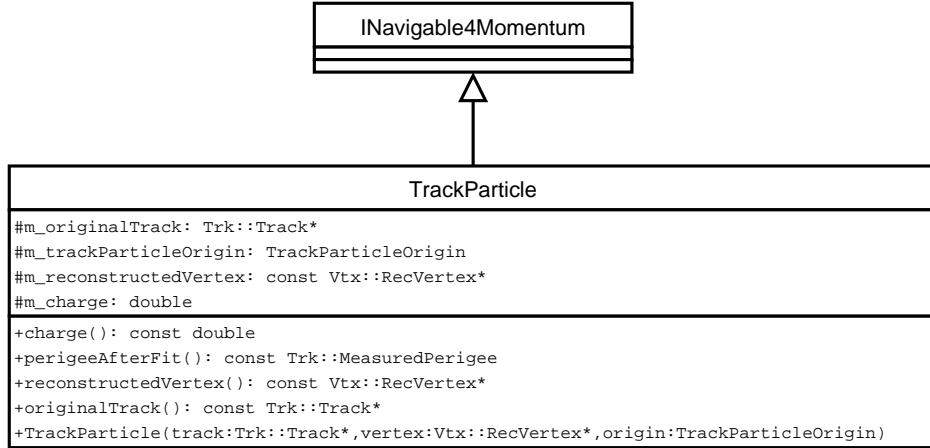 INavigable4Momentum
TrackParticle
#m_originalTrack: Trk::Track*
#m_trackParticleOrigin: TrackParticleOrigin
#m_reconstructedVertex: const Vtx::RecVertex*
#m_charge: double
+charge(): const double
+perigeeAfterFit(): const Trk::MeasuredPerigee
+reconstructedVertex(): const Vtx::RecVertex*
+originalTrack(): const Trk::Track*
+TrackParticle(track:Trk::Track*,vertex:Vtx::RecVertex*,origin:TrackParticleOrigin)